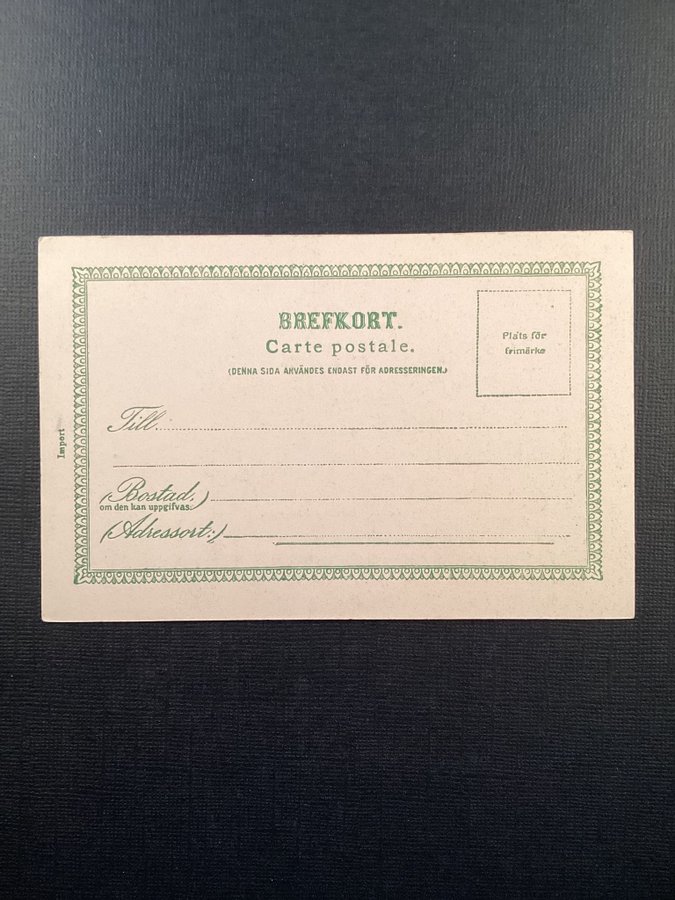 BREFKORT.
Carte postale.
(DENNA SIDA ANVÄNDES ENDAST FÖR ADRESSERINGEN.)
Plats för
frimärke
Till
(Bostad,)
om den kan uppgifvas.
(Adressort:)
Import